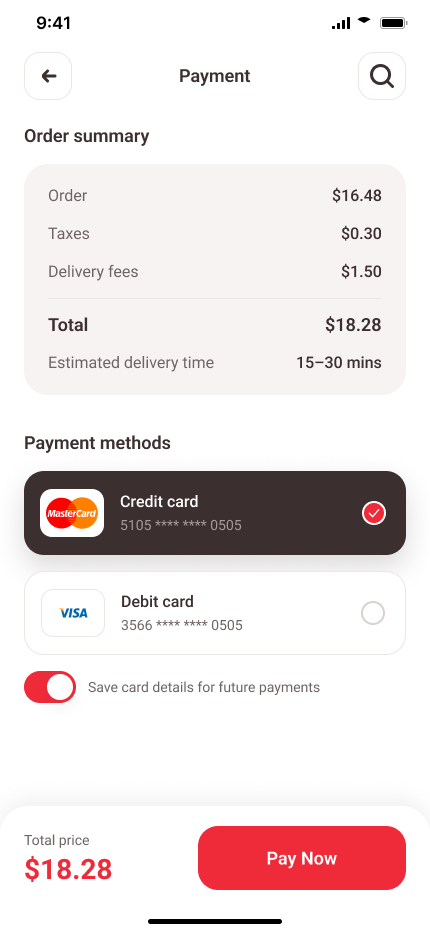 9:41
Payment
Order summary
Order $16.48
Taxes $0.30
Delivery fees $1.50
Total $18.28
Estimated delivery time 15–30 mins
Payment methods
MasterCard
Credit card
5105 **** **** 0505
VISA
Debit card
3566 **** **** 0505
Save card details for future payments
Total price
$18.28
Pay Now